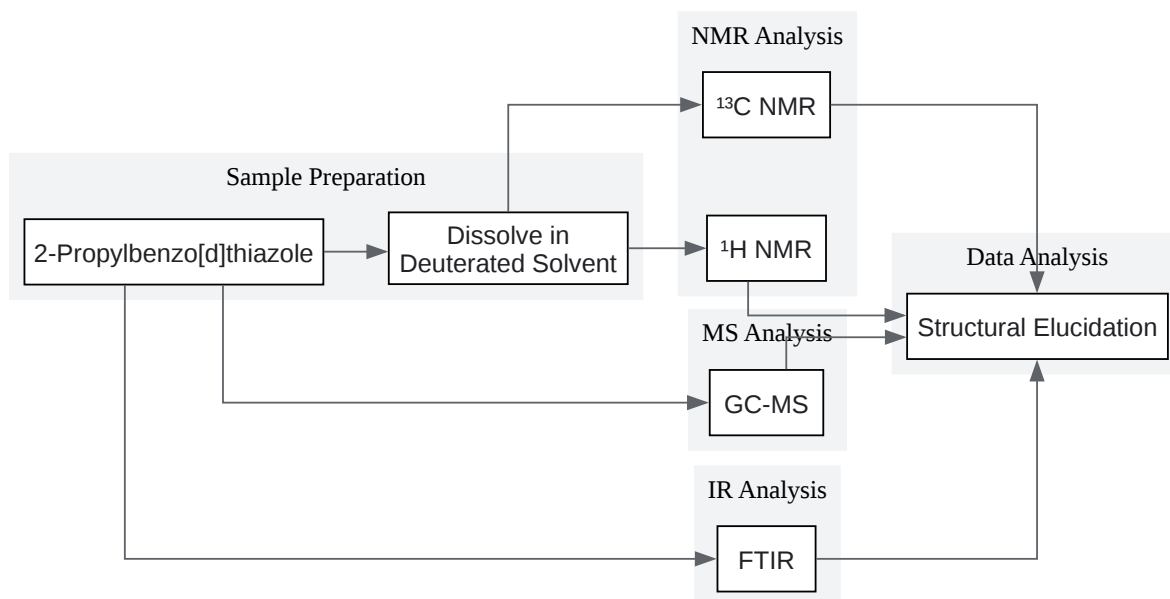 NMR Analysis
¹³C NMR
Sample Preparation
2-Propylbenzo[d]thiazole
Dissolve in
Deuterated Solvent
¹H NMR
Data Analysis
Structural Elucidation
MS Analysis
GC-MS
IR Analysis
FTIR